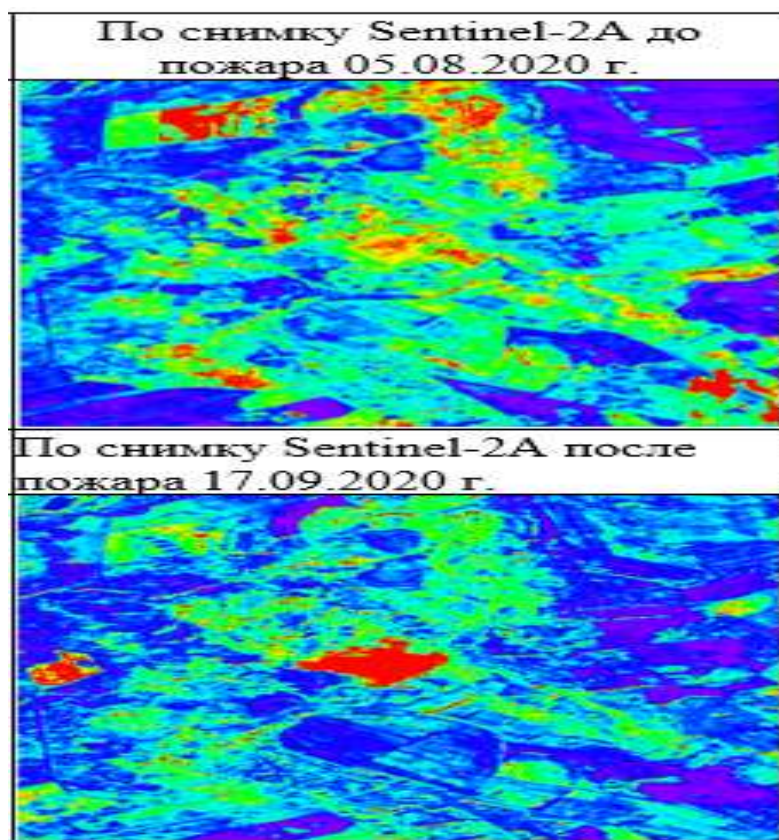 По снимку Sentinel-2A до
пожара 05.08.2020 г.
По снимку Sentinel-2A после
пожара 17.09.2020 г.